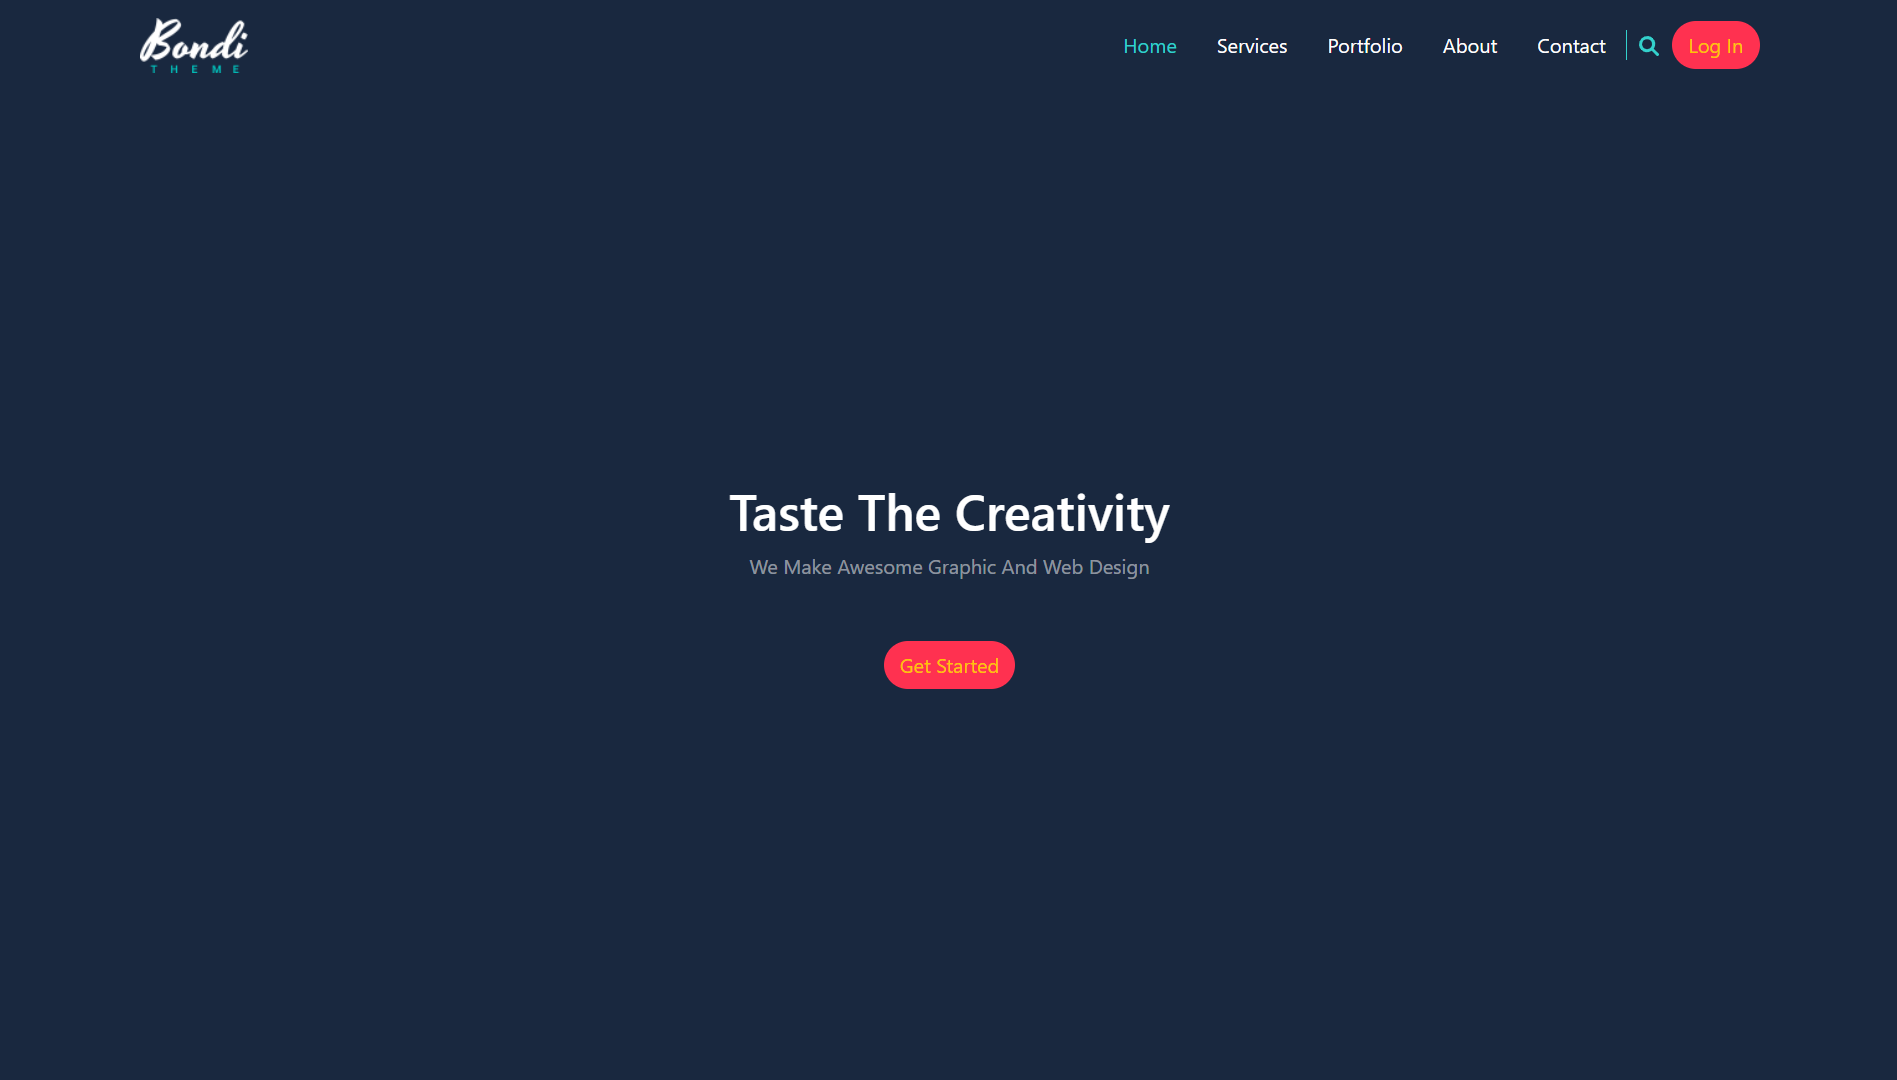 Bondi
THEME
Home Services Portfolio About Contact Log In
Taste The Creativity
We Make Awesome Graphic And Web Design
Get Started